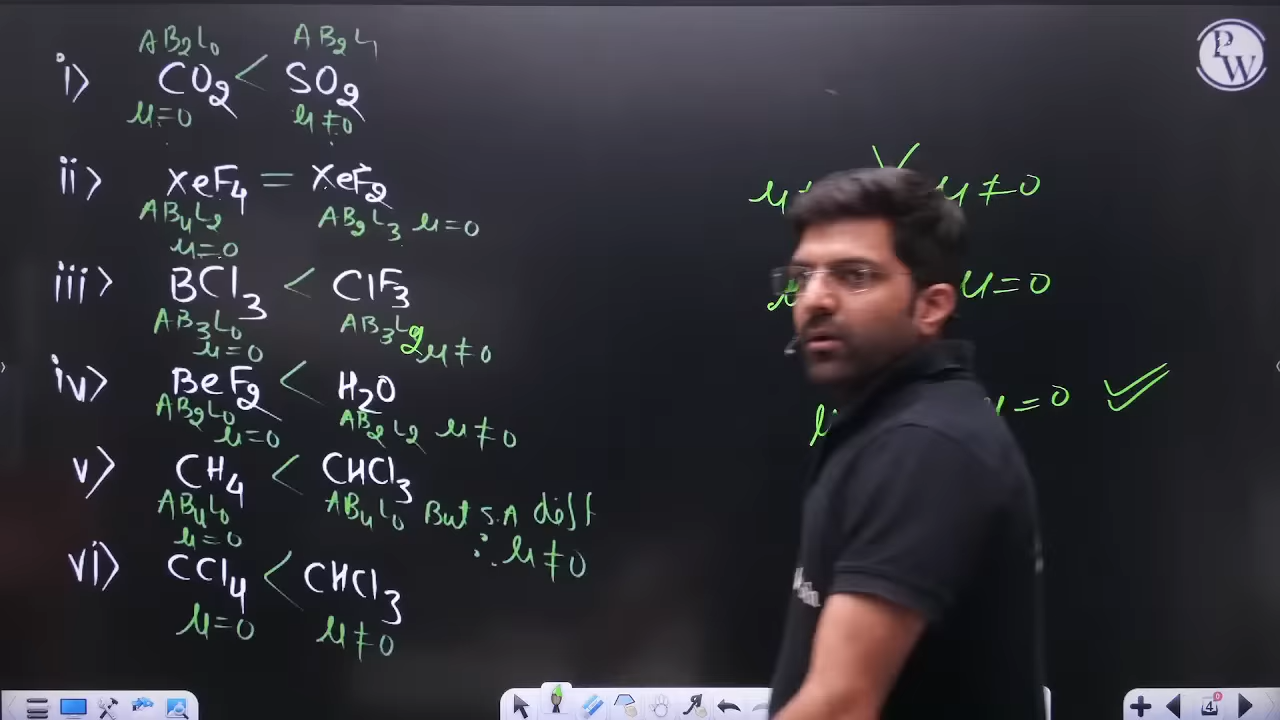 AB₂L₀ AB₂L₁
i) CO₂ < SO₂
μ=0 μ≠0
ii) XeF₄ = XeF₂
AB₄L₂ AB₂L₃ μ=0
μ=0
iii) BCl₃ < ClF₃
AB₃L₀ AB₃L₂ μ≠0
μ=0
iv) BeF₂ < H₂O
AB₂L₀ AB₂L₂ μ≠0
μ=0
v) CH₄ < CHCl₃
AB₄L₀ AB₄L₀ But S.A diff
μ=0 ∴ μ≠0
vi) CCl₄ < CHCl₃
μ=0 μ≠0
PW
μ≠0
μ=0
=0
4